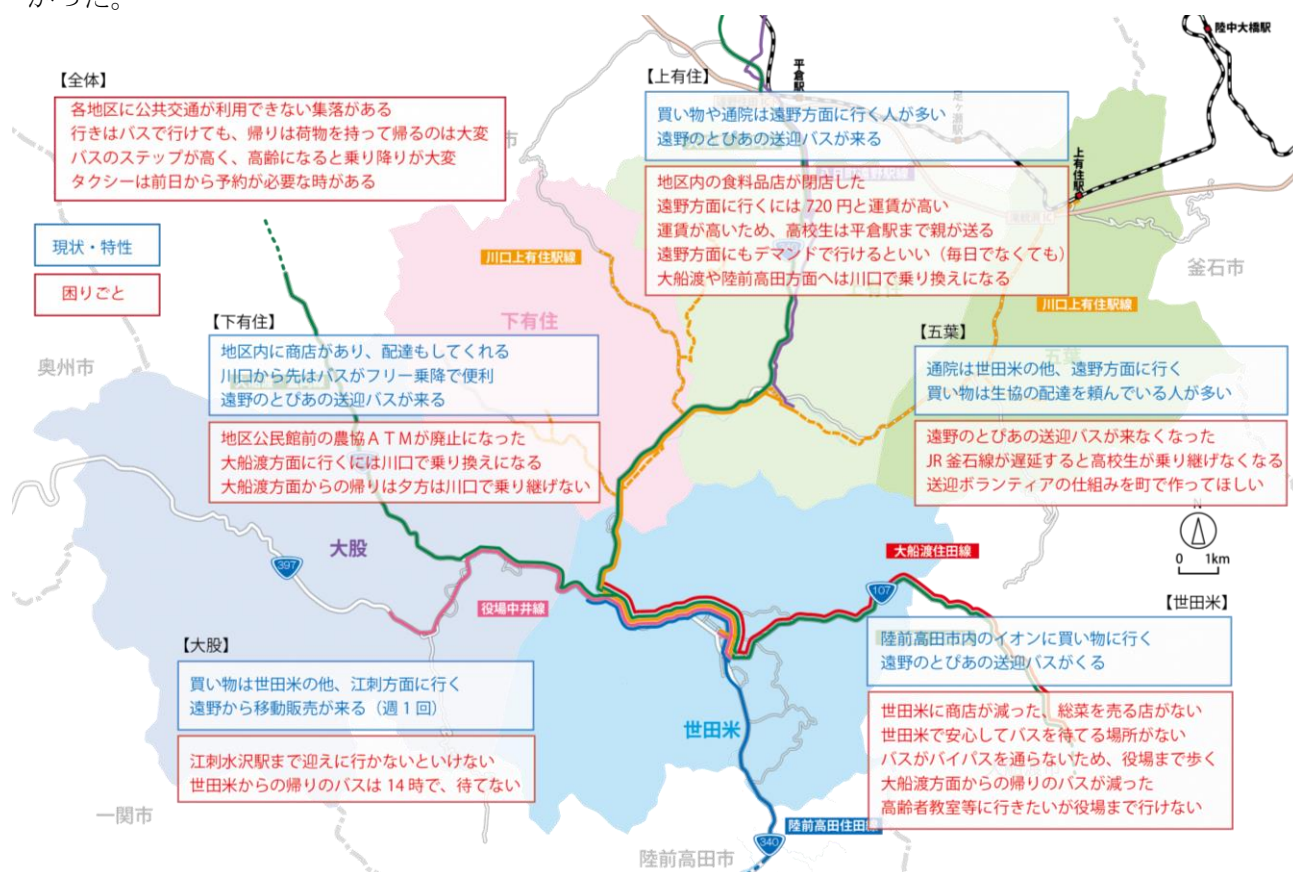 かった。
陸中大橋駅
【全体】
各地区に公共交通が利用できない集落がある
行きはバスで行けても、帰りは荷物を持って帰るのは大変
バスのステップが高く、高齢になると乗り降りが大変
タクシーは前日から予約が必要な時がある
平倉駅
足ヶ瀬駅
上有住駅
【上有住】
買い物や通院は遠野方面に行く人が多い
遠野のとぴあの送迎バスが来る
地区内の食料品店が閉店した
遠野方面に行くには 720 円と運賃が高い
運賃が高いため、高校生は平倉駅まで親が送る
遠野方面にもデマンドで行けるといい（毎日でなくても）
大船渡や陸前高田方面へは川口で乗り換えになる
上有住
現状・特性
困りごと
川口上有住駅線
川口上有住駅線
釜石市
奥州市
下有住
五葉
【下有住】
地区内に商店があり、配達もしてくれる
川口から先はバスがフリー乗降で便利
遠野のとぴあの送迎バスが来る
地区公民館前の農協ＡＴＭが廃止になった
大船渡方面に行くには川口で乗り換えになる
大船渡方面からの帰りは夕方は川口で乗り継げない
【五葉】
通院は世田米の他、遠野方面に行く
買い物は生協の配達を頼んでいる人が多い
遠野のとぴあの送迎バスが来なくなった
JR 釜石線が遅延すると高校生が乗り継げなくなる
送迎ボランティアの仕組みを町で作ってほしい
N
0 1km
大股
397
役場中井線
大船渡住田線
107
【大股】
買い物は世田米の他、江刺方面に行く
遠野から移動販売が来る（週 1 回）
江刺水沢駅まで迎えに行かないといけない
世田米からの帰りのバスは 14 時で、待てない
世田米
【世田米】
陸前高田市内のイオンに買い物に行く
遠野のとぴあの送迎バスがくる
世田米に商店が減った、総菜を売る店がない
世田米で安心してバスを待てる場所がない
バスがバイパスを通らないため、役場まで歩く
大船渡方面からの帰りのバスが減った
高齢者教室等に行きたいが役場まで行けない
一関市
陸前高田住田線
340
陸前高田市